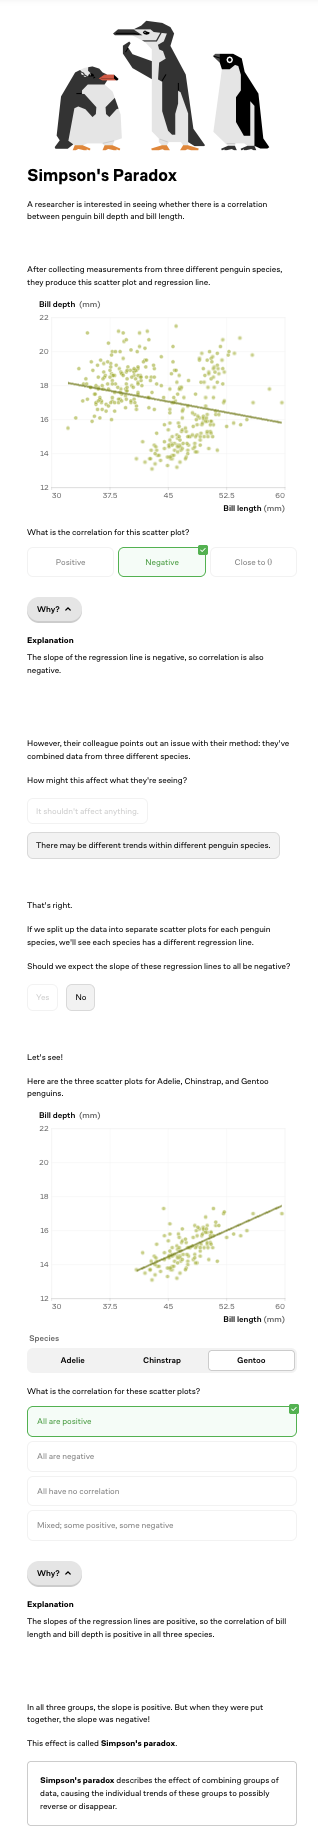 Simpson's Paradox
A researcher is interested in seeing whether there is a correlation
between penguin bill depth and bill length.
After collecting measurements from three different penguin species,
they produce this scatter plot and regression line.
Bill depth (mm)
22
20
18
16
14
12
30 37.5 45 52.5 60
Bill length (mm)
What is the correlation for this scatter plot?
Positive Negative Close to 0
Why?
Explanation
The slope of the regression line is negative, so correlation is also
negative.
However, their colleague points out an issue with their method: they've
combined data from three different species.
How might this affect what they're seeing?
It shouldn't affect anything.
There may be different trends within different penguin species.
That's right.
If we split up the data into separate scatter plots for each penguin
species, we'll see each species has a different regression line.
Should we expect the slope of these regression lines to all be negative?
Yes No
Let's see!
Here are the three scatter plots for Adelie, Chinstrap, and Gentoo
penguins.
Bill depth (mm)
22
20
18
16
14
12
30 37.5 45 52.5 60
Bill length (mm)
Species
Adelie Chinstrap Gentoo
What is the correlation for these scatter plots?
All are positive
All are negative
All have no correlation
Mixed; some positive, some negative
Why?
Explanation
The slopes of the regression lines are positive, so the correlation of bill
length and bill depth is positive in all three species.
In all three groups, the slope is positive. But when they were put
together, the slope was negative!
This effect is called Simpson's paradox.
Simpson's paradox describes the effect of combining groups of
data, causing the individual trends of these groups to possibly
reverse or disappear.